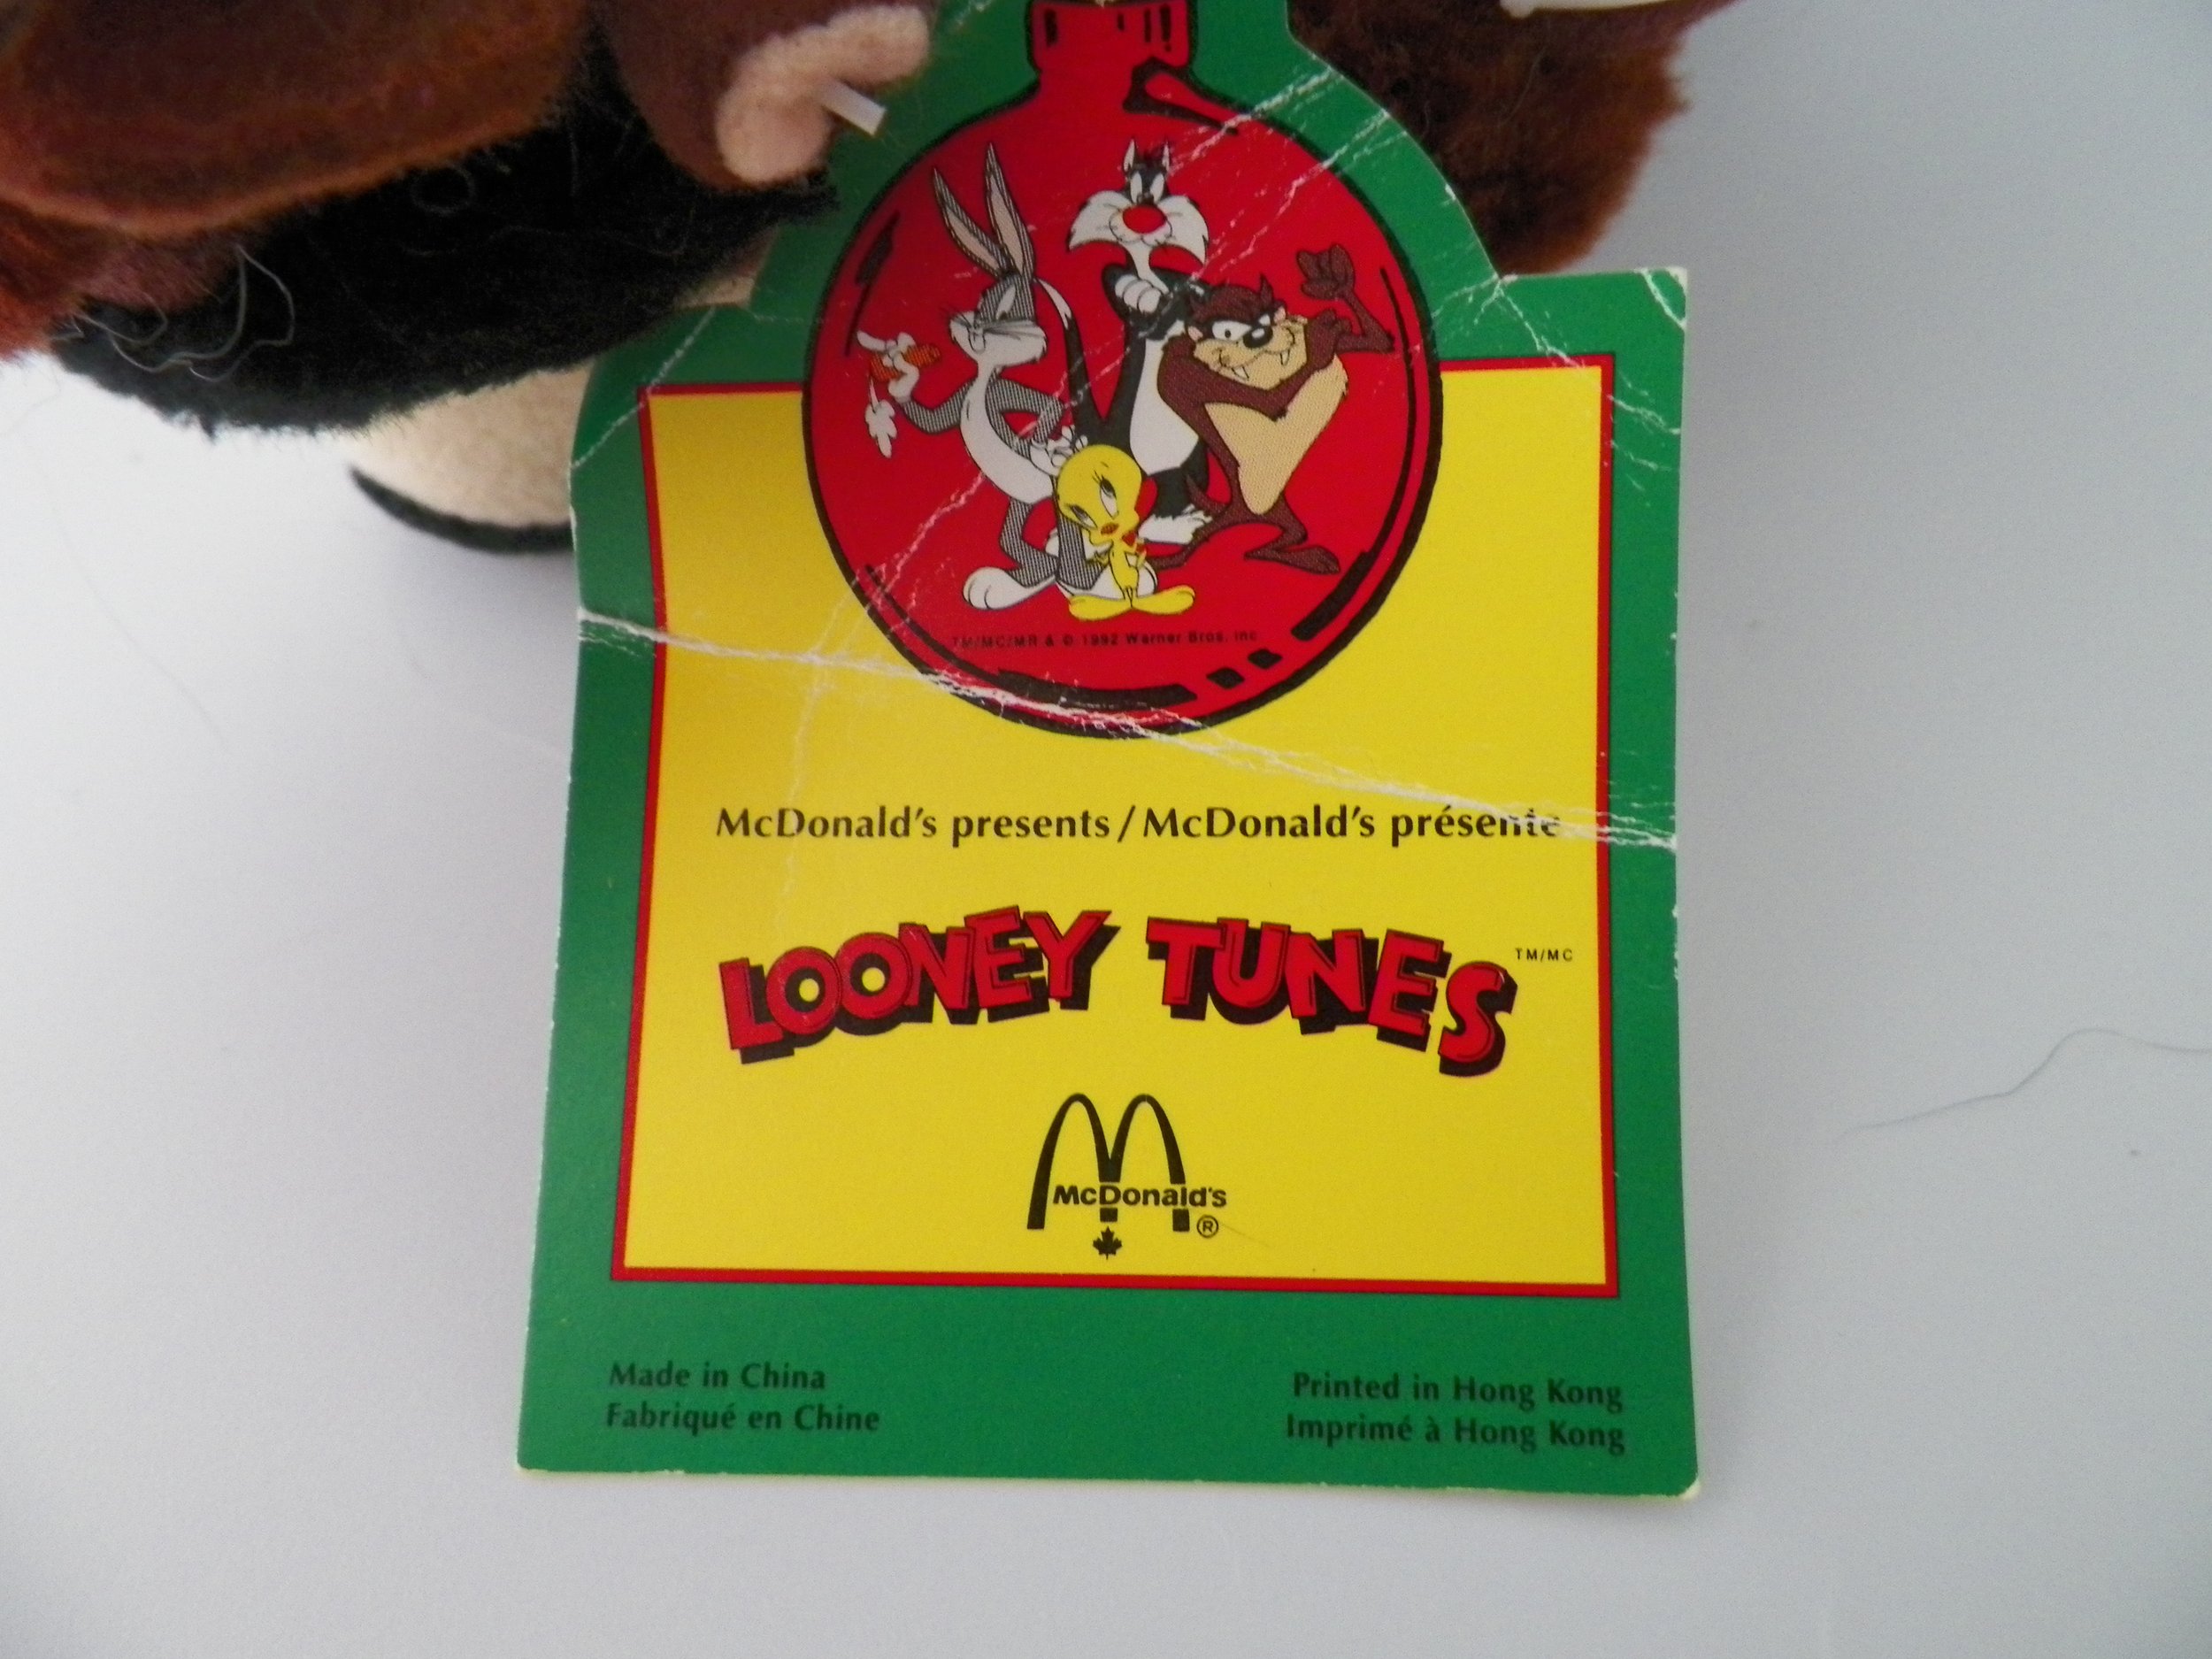 TM/MC/MR & © 1992 Warner Bros. Inc.
McDonald's presents / McDonald's présente
LOONEY TUNES TM/MC
McDonald's ®
Made in China
Fabriqué en Chine
Printed in Hong Kong
Imprimé à Hong Kong